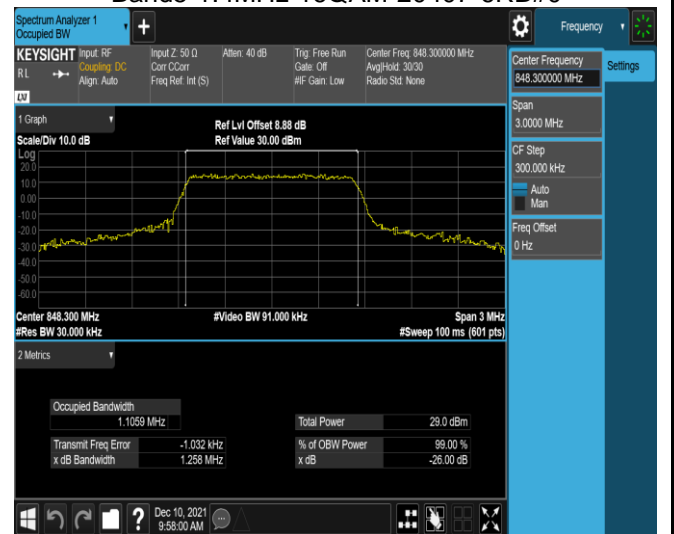 Spectrum Analyzer 1
Occupied BW
Frequency
KEYSIGHT
R L
LXI
Input: RF
Coupling: DC
Align: Auto
Input Z: 50 Ω
Corr CCorr
Freq Ref: Int (S)
Atten: 40 dB
Trig: Free Run
Gate: Off
#IF Gain: Low
Center Freq: 848.300000 MHz
Avg|Hold: 30/30
Radio Std: None
Center Frequency
848.300000 MHz
Settings
Span
3.0000 MHz
CF Step
300.000 kHz
Auto
Man
Freq Offset
0 Hz
1 Graph
Scale/Div 10.0 dB
Ref Lvl Offset 8.88 dB
Ref Value 30.00 dBm
Log
20.0
10.0
0.00
-10.0
-20.0
-30.0
-40.0
-50.0
-60.0
Center 848.300 MHz
#Video BW 91.000 kHz
Span 3 MHz
#Res BW 30.000 kHz
#Sweep 100 ms (601 pts)
2 Metrics
Occupied Bandwidth
1.1059 MHz
Total Power 29.0 dBm
Transmit Freq Error -1.032 kHz
% of OBW Power 99.00 %
x dB Bandwidth 1.258 MHz
x dB -26.00 dB
?
Dec 10, 2021
9:58:00 AM